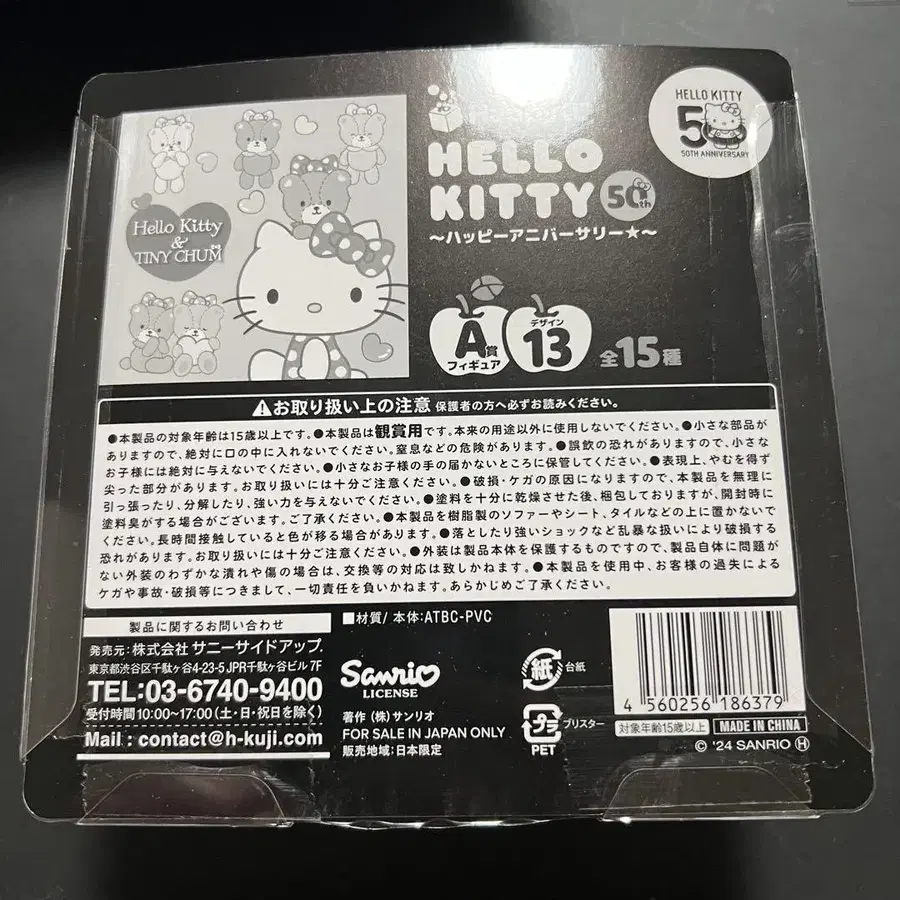 Hello Kitty
&
TINY CHUM
HELLO
KITTY
50th
～ハッピーアニバーサリー★～
HELLO KITTY
50
50TH ANNIVERSARY
A賞
フィギュア
デザイン
13
全15種
⚠お取り扱い上の注意 保護者の方へ必ずお読みください。
●本製品の対象年齢は15歳以上です。●本製品は観賞用です。本来の用途以外に使用しないでください。●小さな部品が
ありますので、絶対に口の中に入れないでください。窒息などの危険があります。●誤飲の恐れがありますので、小さな
お子様には絶対に与えないでください。●小さなお子様の手の届かないところに保管してください。●表現上、やむを得ず
尖った部分があります。お取り扱いには十分ご注意ください。●破損・ケガの原因になりますので、本製品を無理に
引っ張ったり、分解したり、強い力を与えないでください。●塗料を十分に乾燥させた後、梱包しておりますが、開封時に
塗料臭がする場合がございます。ご了承ください。●本製品を樹脂製のソファーやシート、タイルなどの上に置かないで
ください。長時間接触していると色が移る場合があります。●落としたり強いショックなど乱暴な扱いにより破損する
恐れがあります。お取り扱いには十分ご注意ください。●外装は製品本体を保護するものですので、製品自体に問題が
ない外装のわずかな潰れや傷の場合は、交換等の対応は致しかねます。●本製品を使用中、お客様の過失による
ケガや事故・破損等につきまして、一切責任を負いかねます。あらかじめご了承ください。
製品に関するお問い合わせ
発売元:株式会社 サニーサイドアップ
東京都渋谷区千駄ヶ谷4-23-5 JPR千駄ヶ谷ビル 7F
TEL:03-6740-9400
受付時間10:00～17:00(土・日・祝日を除く)
Mail : contact@h-kuji.com
■材質/ 本体:ATBC-PVC
Sanrio
LICENSE
著作 (株)サンリオ
FOR SALE IN JAPAN ONLY
販売地域:日本限定
紙
台紙
プラ
ブリスター
PET
4 560256 186379
対象年齢15歳以上
MADE IN CHINA
© '24 SANRIO Ⓗ